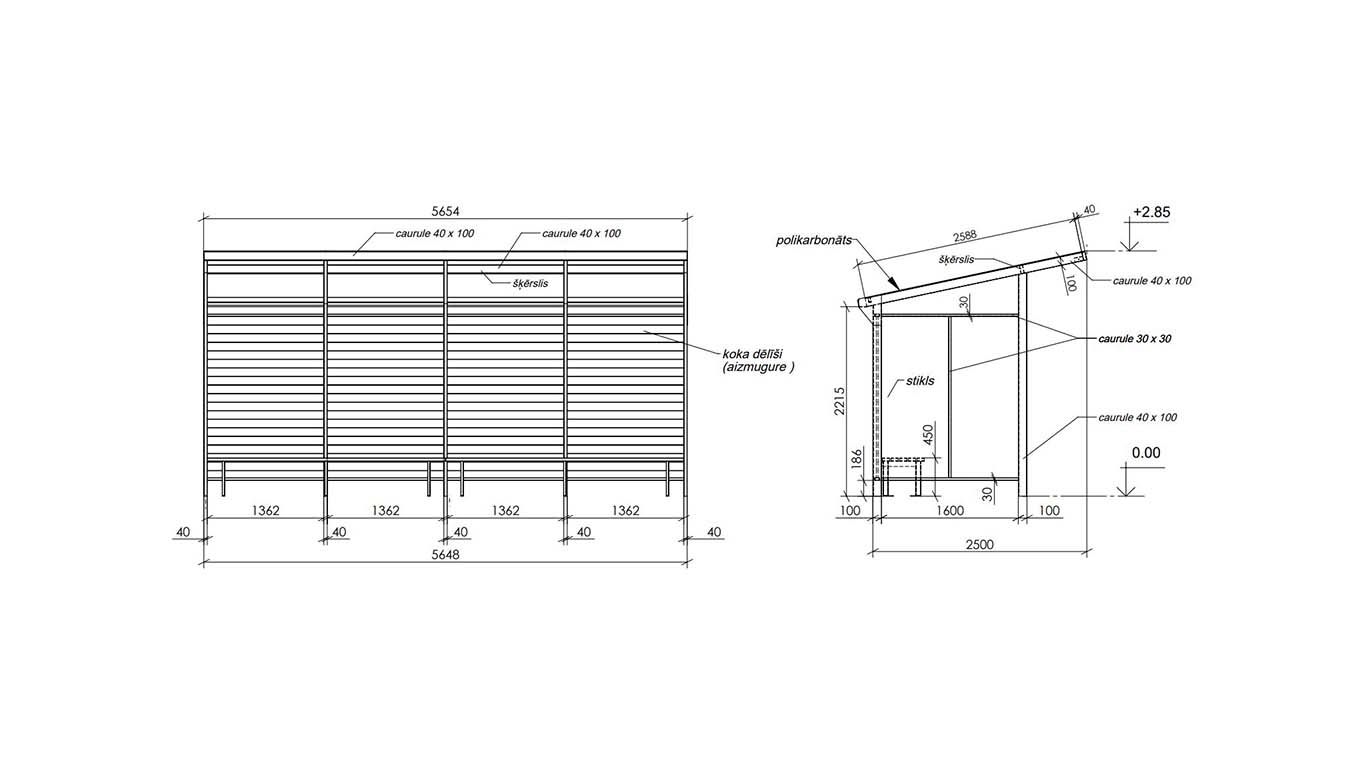 5654
caurule 40 x 100
caurule 40 x 100
šķērslis
koka dēlīši
(aizmugure )
1362
1362
1362
1362
40
40
40
40
40
5648
+2.85
40
2588
polikarbonāts
šķērslis
100
caurule 40 x 100
30
caurule 30 x 30
stikls
2215
caurule 40 x 100
450
186
0.00
30
100
1600
100
2500